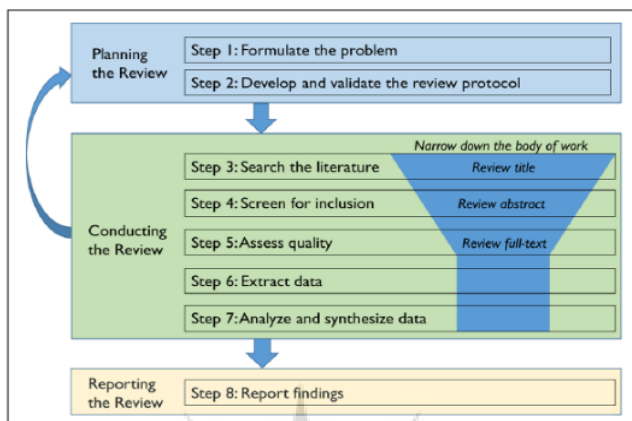 Planning
the Review
Step 1: Formulate the problem
Step 2: Develop and validate the review protocol
Narrow down the body of work
Conducting
the Review
Step 3: Search the literature
Review title
Step 4: Screen for inclusion
Review abstract
Step 5: Assess quality
Review full-text
Step 6: Extract data
Step 7: Analyze and synthesize data
Reporting
the Review
Step 8: Report findings